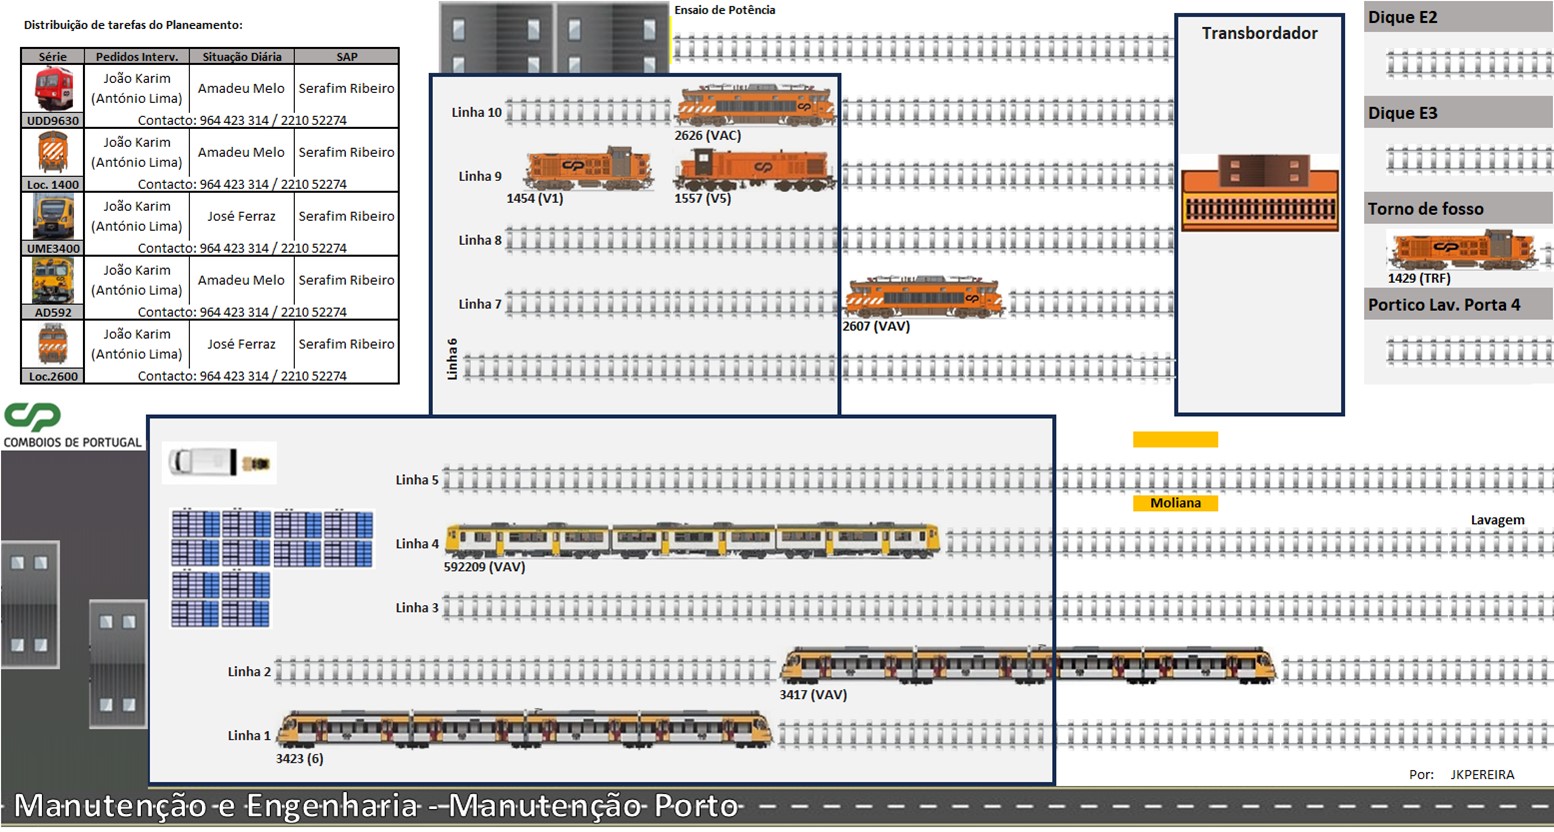 Distribuição de tarefas do Planeamento:
Série Pedidos Interv. Situação Diária SAP
João Karim
(António Lima) Amadeu Melo Serafim Ribeiro
UDD9630 Contacto: 964 423 314 / 2210 52274
João Karim
(António Lima) Amadeu Melo Serafim Ribeiro
Loc. 1400 Contacto: 964 423 314 / 2210 52274
João Karim
(António Lima) José Ferraz Serafim Ribeiro
UME3400 Contacto: 964 423 314 / 2210 52274
João Karim
(António Lima) Amadeu Melo Serafim Ribeiro
AD592 Contacto: 964 423 314 / 2210 52274
João Karim
(António Lima) José Ferraz Serafim Ribeiro
Loc.2600 Contacto: 964 423 314 / 2210 52274
Ensaio de Potência
Linha 10
2626 (VAC)
Linha 9
1454 (V1) 1557 (V5)
Linha 8
Linha 7
2607 (VAV)
Linha 6
Transbordador
Dique E2
Dique E3
Torno de fosso
1429 (TRF)
Portico Lav. Porta 4
CP
COMBOIOS DE PORTUGAL
Linha 5
Moliana
Lavagem
Linha 4
592209 (VAV)
Linha 3
Linha 2
3417 (VAV)
Linha 1
3423 (6)
Por: JKPEREIRA
Manutenção e Engenharia - Manutenção Porto